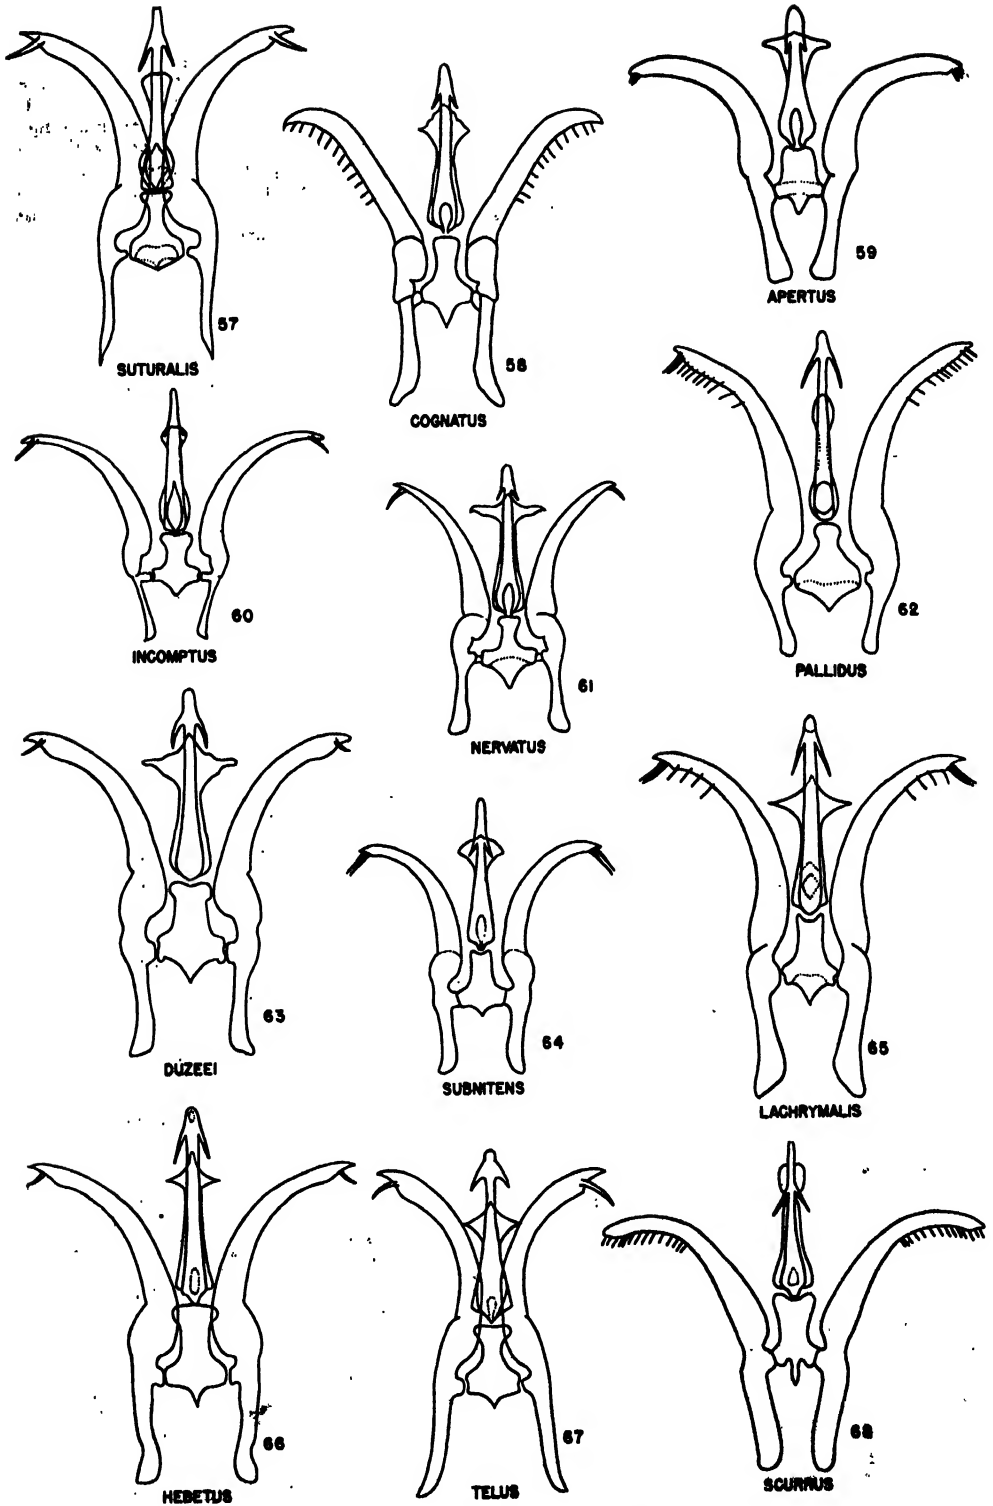 57
SUTURALIS
58
COGNATUS
59
APERTUS
60
INCOMPTUS
61
NERVATUS
62
PALLIDUS
63
DUZEEI
64
SUBNITENS
65
LACHRYMALIS
66
HEBETUS
67
TELUS
68
SCURRUS